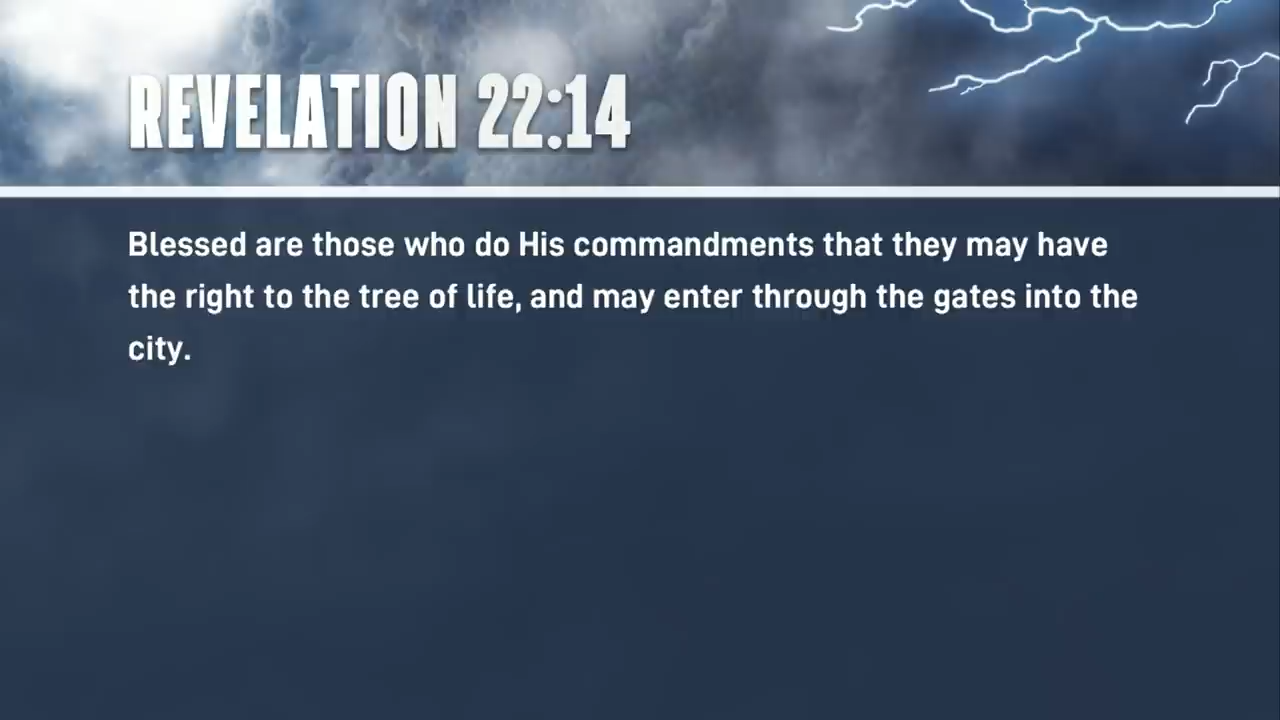 REVELATION 22:14
Blessed are those who do His commandments that they may have
the right to the tree of life, and may enter through the gates into the
city.